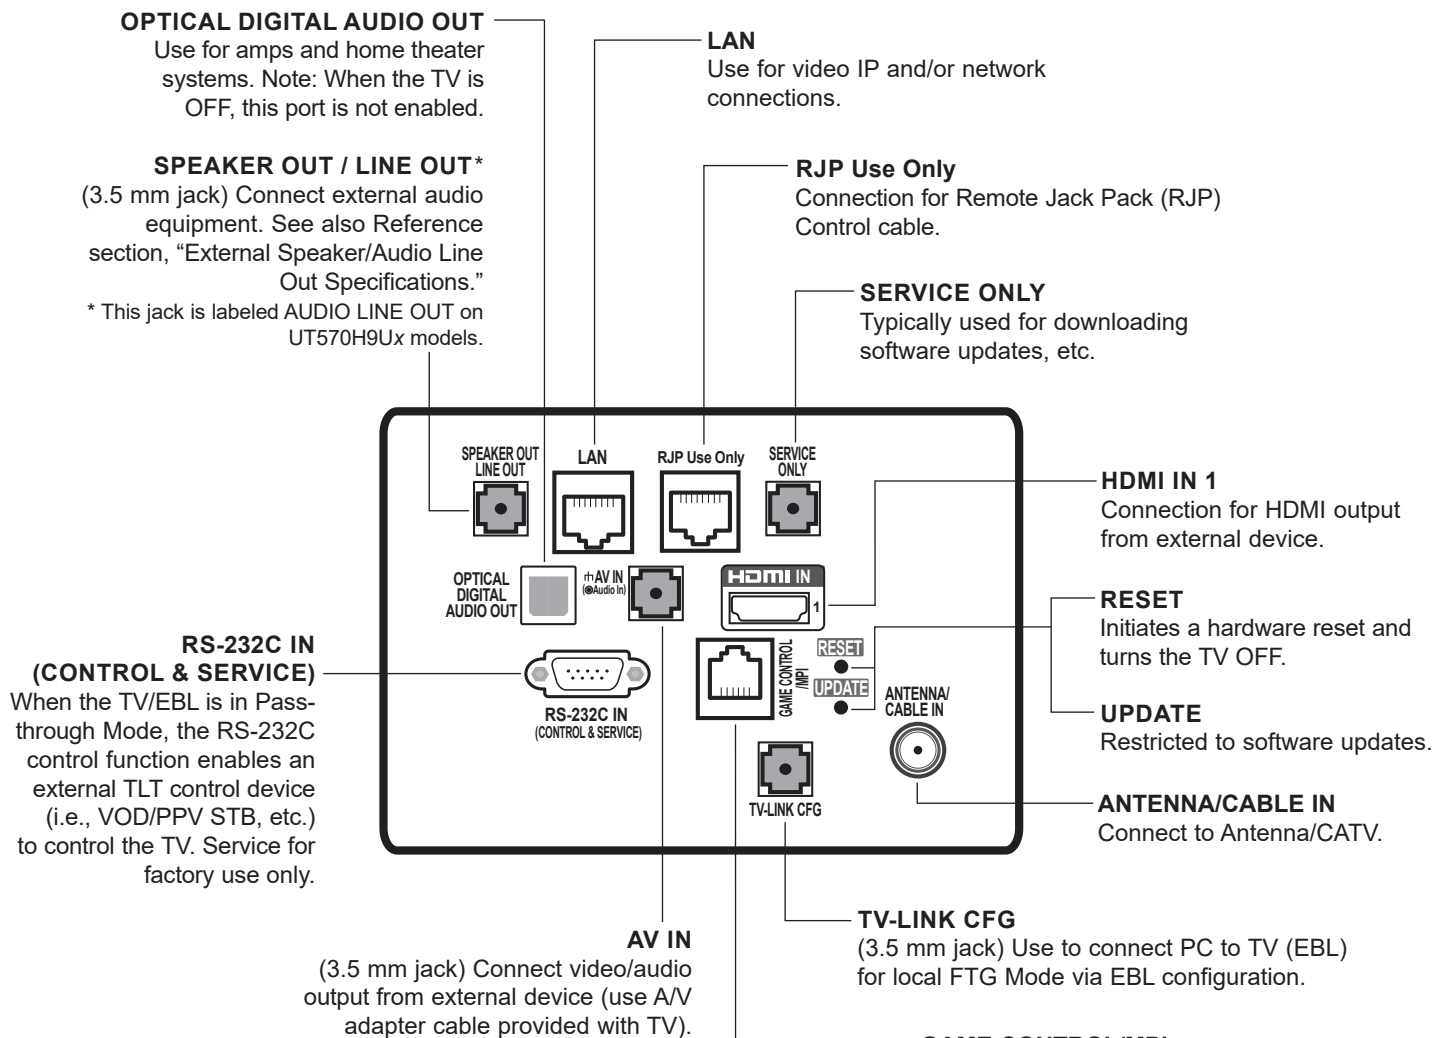 OPTICAL DIGITAL AUDIO OUT
Use for amps and home theater
systems. Note: When the TV is
OFF, this port is not enabled.
LAN
Use for video IP and/or network
connections.
SPEAKER OUT / LINE OUT*
(3.5 mm jack) Connect external audio
equipment. See also Reference
section, “External Speaker/Audio Line
Out Specifications.”
* This jack is labeled AUDIO LINE OUT on
UT570H9Ux models.
RJP Use Only
Connection for Remote Jack Pack (RJP)
Control cable.
SERVICE ONLY
Typically used for downloading
software updates, etc.
SPEAKER OUT
LINE OUT
LAN
RJP Use Only
SERVICE
ONLY
OPTICAL
DIGITAL
AUDIO OUT
AV IN
(Audio In)
HDMI IN
1
RS-232C IN
(CONTROL & SERVICE)
GAME CONTROL
/MPI
RESET
UPDATE
ANTENNA/
CABLE IN
TV-LINK CFG
HDMI IN 1
Connection for HDMI output
from external device.
RESET
Initiates a hardware reset and
turns the TV OFF.
UPDATE
Restricted to software updates.
ANTENNA/CABLE IN
Connect to Antenna/CATV.
RS-232C IN
(CONTROL & SERVICE)
When the TV/EBL is in Pass-
through Mode, the RS-232C
control function enables an
external TLT control device
(i.e., VOD/PPV STB, etc.)
to control the TV. Service for
factory use only.
AV IN
(3.5 mm jack) Connect video/audio
output from external device (use A/V
adapter cable provided with TV).
TV-LINK CFG
(3.5 mm jack) Use to connect PC to TV (EBL)
for local FTG Mode via EBL configuration.
GAME CONTROL/MPI